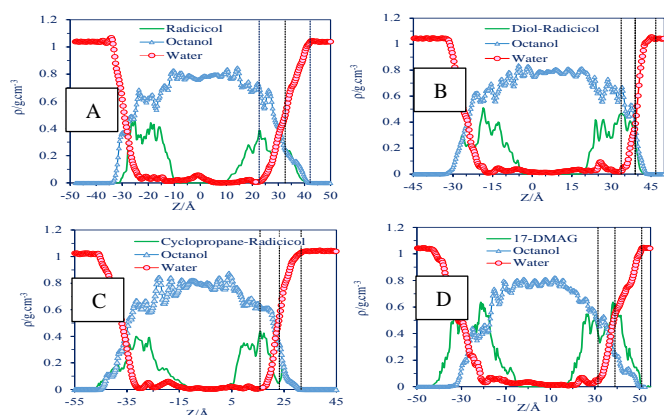 Radicicol
Octanol
Water
A
ρ/g.cm⁻³
1.2
1
0.8
0.6
0.4
0.2
0
-50 -40 -30 -20 -10 0 10 20 30 40 50
Z/Å
Diol-Radicicol
Octanol
Water
B
ρ/g.cm⁻³
1.2
1
0.8
0.6
0.4
0.2
0
-45 -30 -15 0 15 30 45
Z/Å
Cyclopropane-Radicicol
Octanol
Water
C
ρ/g.cm⁻³
1.2
1
0.8
0.6
0.4
0.2
0
-55 -35 -15 5 25 45
Z/Å
17-DMAG
Octanol
Water
D
ρ/g.cm⁻³
1.2
1
0.8
0.6
0.4
0.2
0
-50 -30 -10 10 30 50
Z/Å